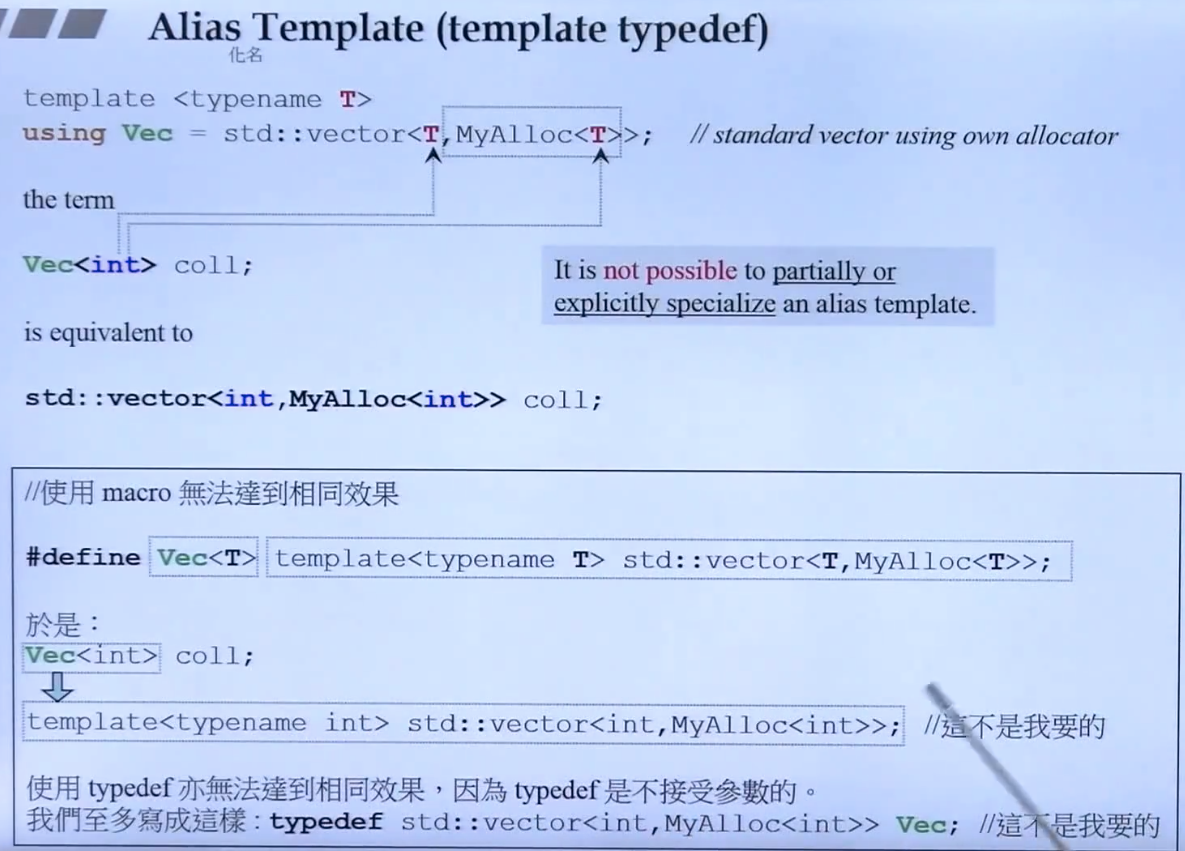 Alias Template (template typedef)
化名
template <typename T>
using Vec = std::vector<T,MyAlloc<T>>; // standard vector using own allocator
the term
Vec<int> coll;
It is not possible to partially or
explicitly specialize an alias template.
is equivalent to
std::vector<int,MyAlloc<int>> coll;
//使用 macro 無法達到相同效果
#define Vec<T> template<typename T> std::vector<T,MyAlloc<T>>;
於是：
Vec<int> coll;
template<typename int> std::vector<int,MyAlloc<int>>; //這不是我要的
使用 typedef 亦無法達到相同效果，因為 typedef 是不接受參數的。
我們至多寫成這樣：typedef std::vector<int,MyAlloc<int>> Vec; //這不是我要的